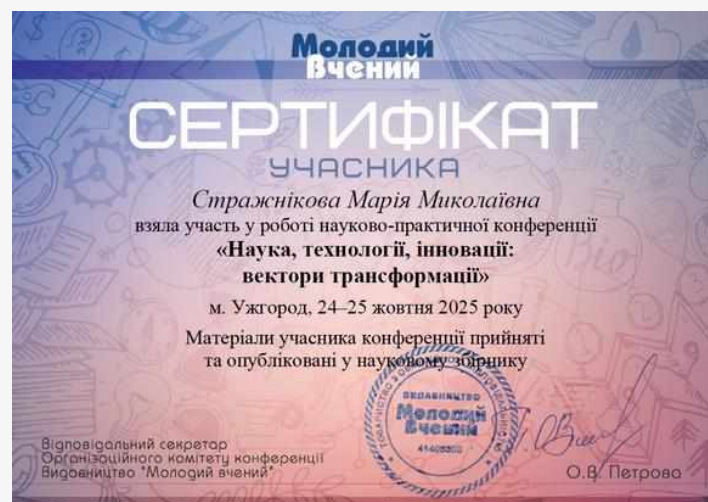 Молодий
Вчений
СЕРТИФІКАТ
УЧАСНИКА
Стражнікова Марія Миколаївна
взяла участь у роботі науково-практичної конференції
«Наука, технології, інновації:
вектори трансформації»
м. Ужгород, 24–25 жовтня 2025 року
Матеріали учасника конференції прийняті
та опубліковані у науковому збірнику
ВИДАВНИЦТВО
Молодий
Вчений
Відповідальний секретар
Організаційного комітету конференції
Видовництво "Молодий вчений"
О.В. Петрова